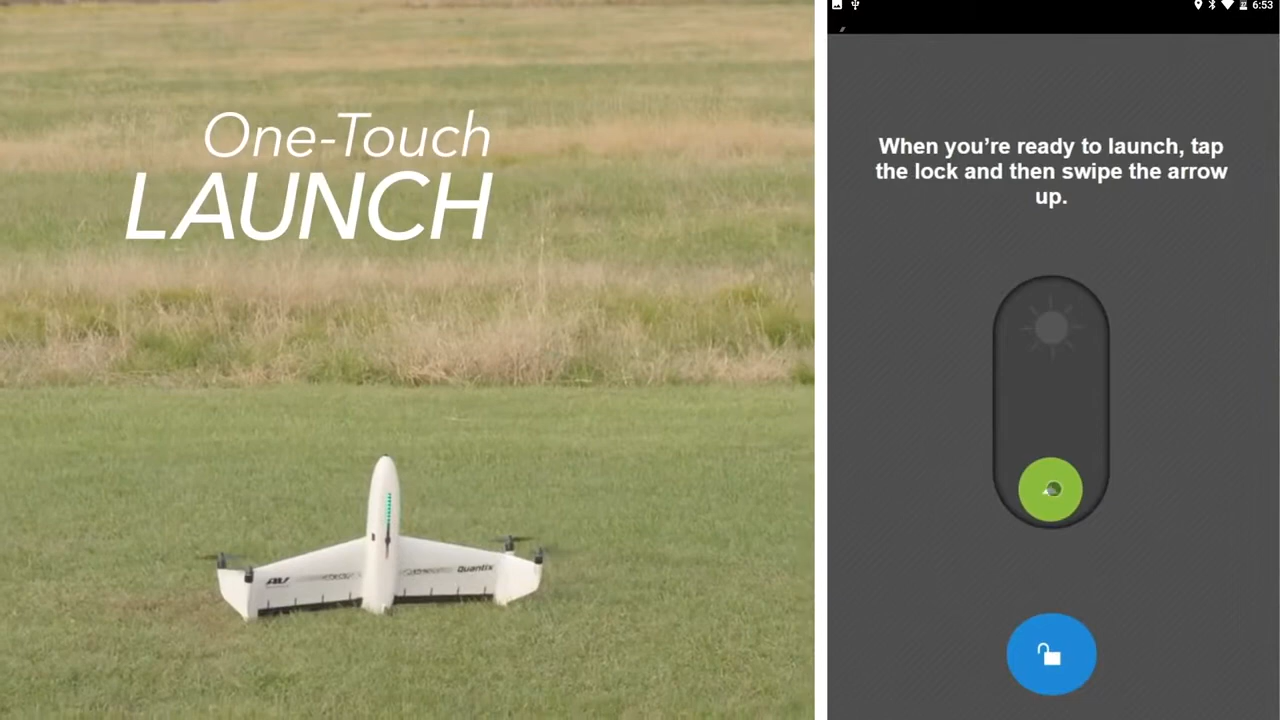 One-Touch
LAUNCH
AV
Quantix
6:53
When you're ready to launch, tap
the lock and then swipe the arrow
up.